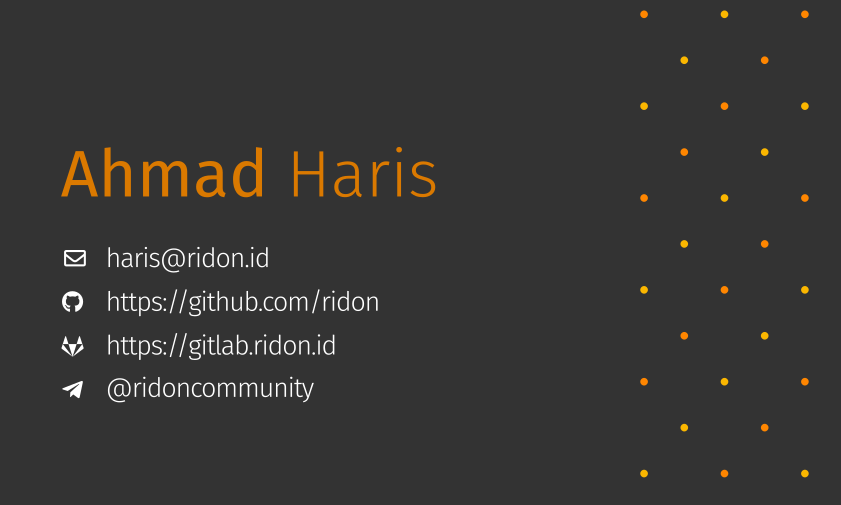 Ahmad Haris
haris@ridon.id
https://github.com/ridon
https://gitlab.ridon.id
@ridoncommunity